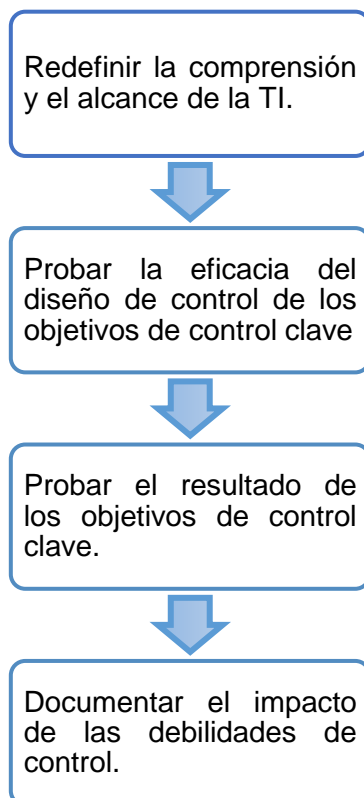 Redefinir la comprensión
y el alcance de la TI.
Probar la eficacia del
diseño de control de los
objetivos de control clave
Probar el resultado de
los objetivos de control
clave.
Documentar el impacto
de las debilidades de
control.